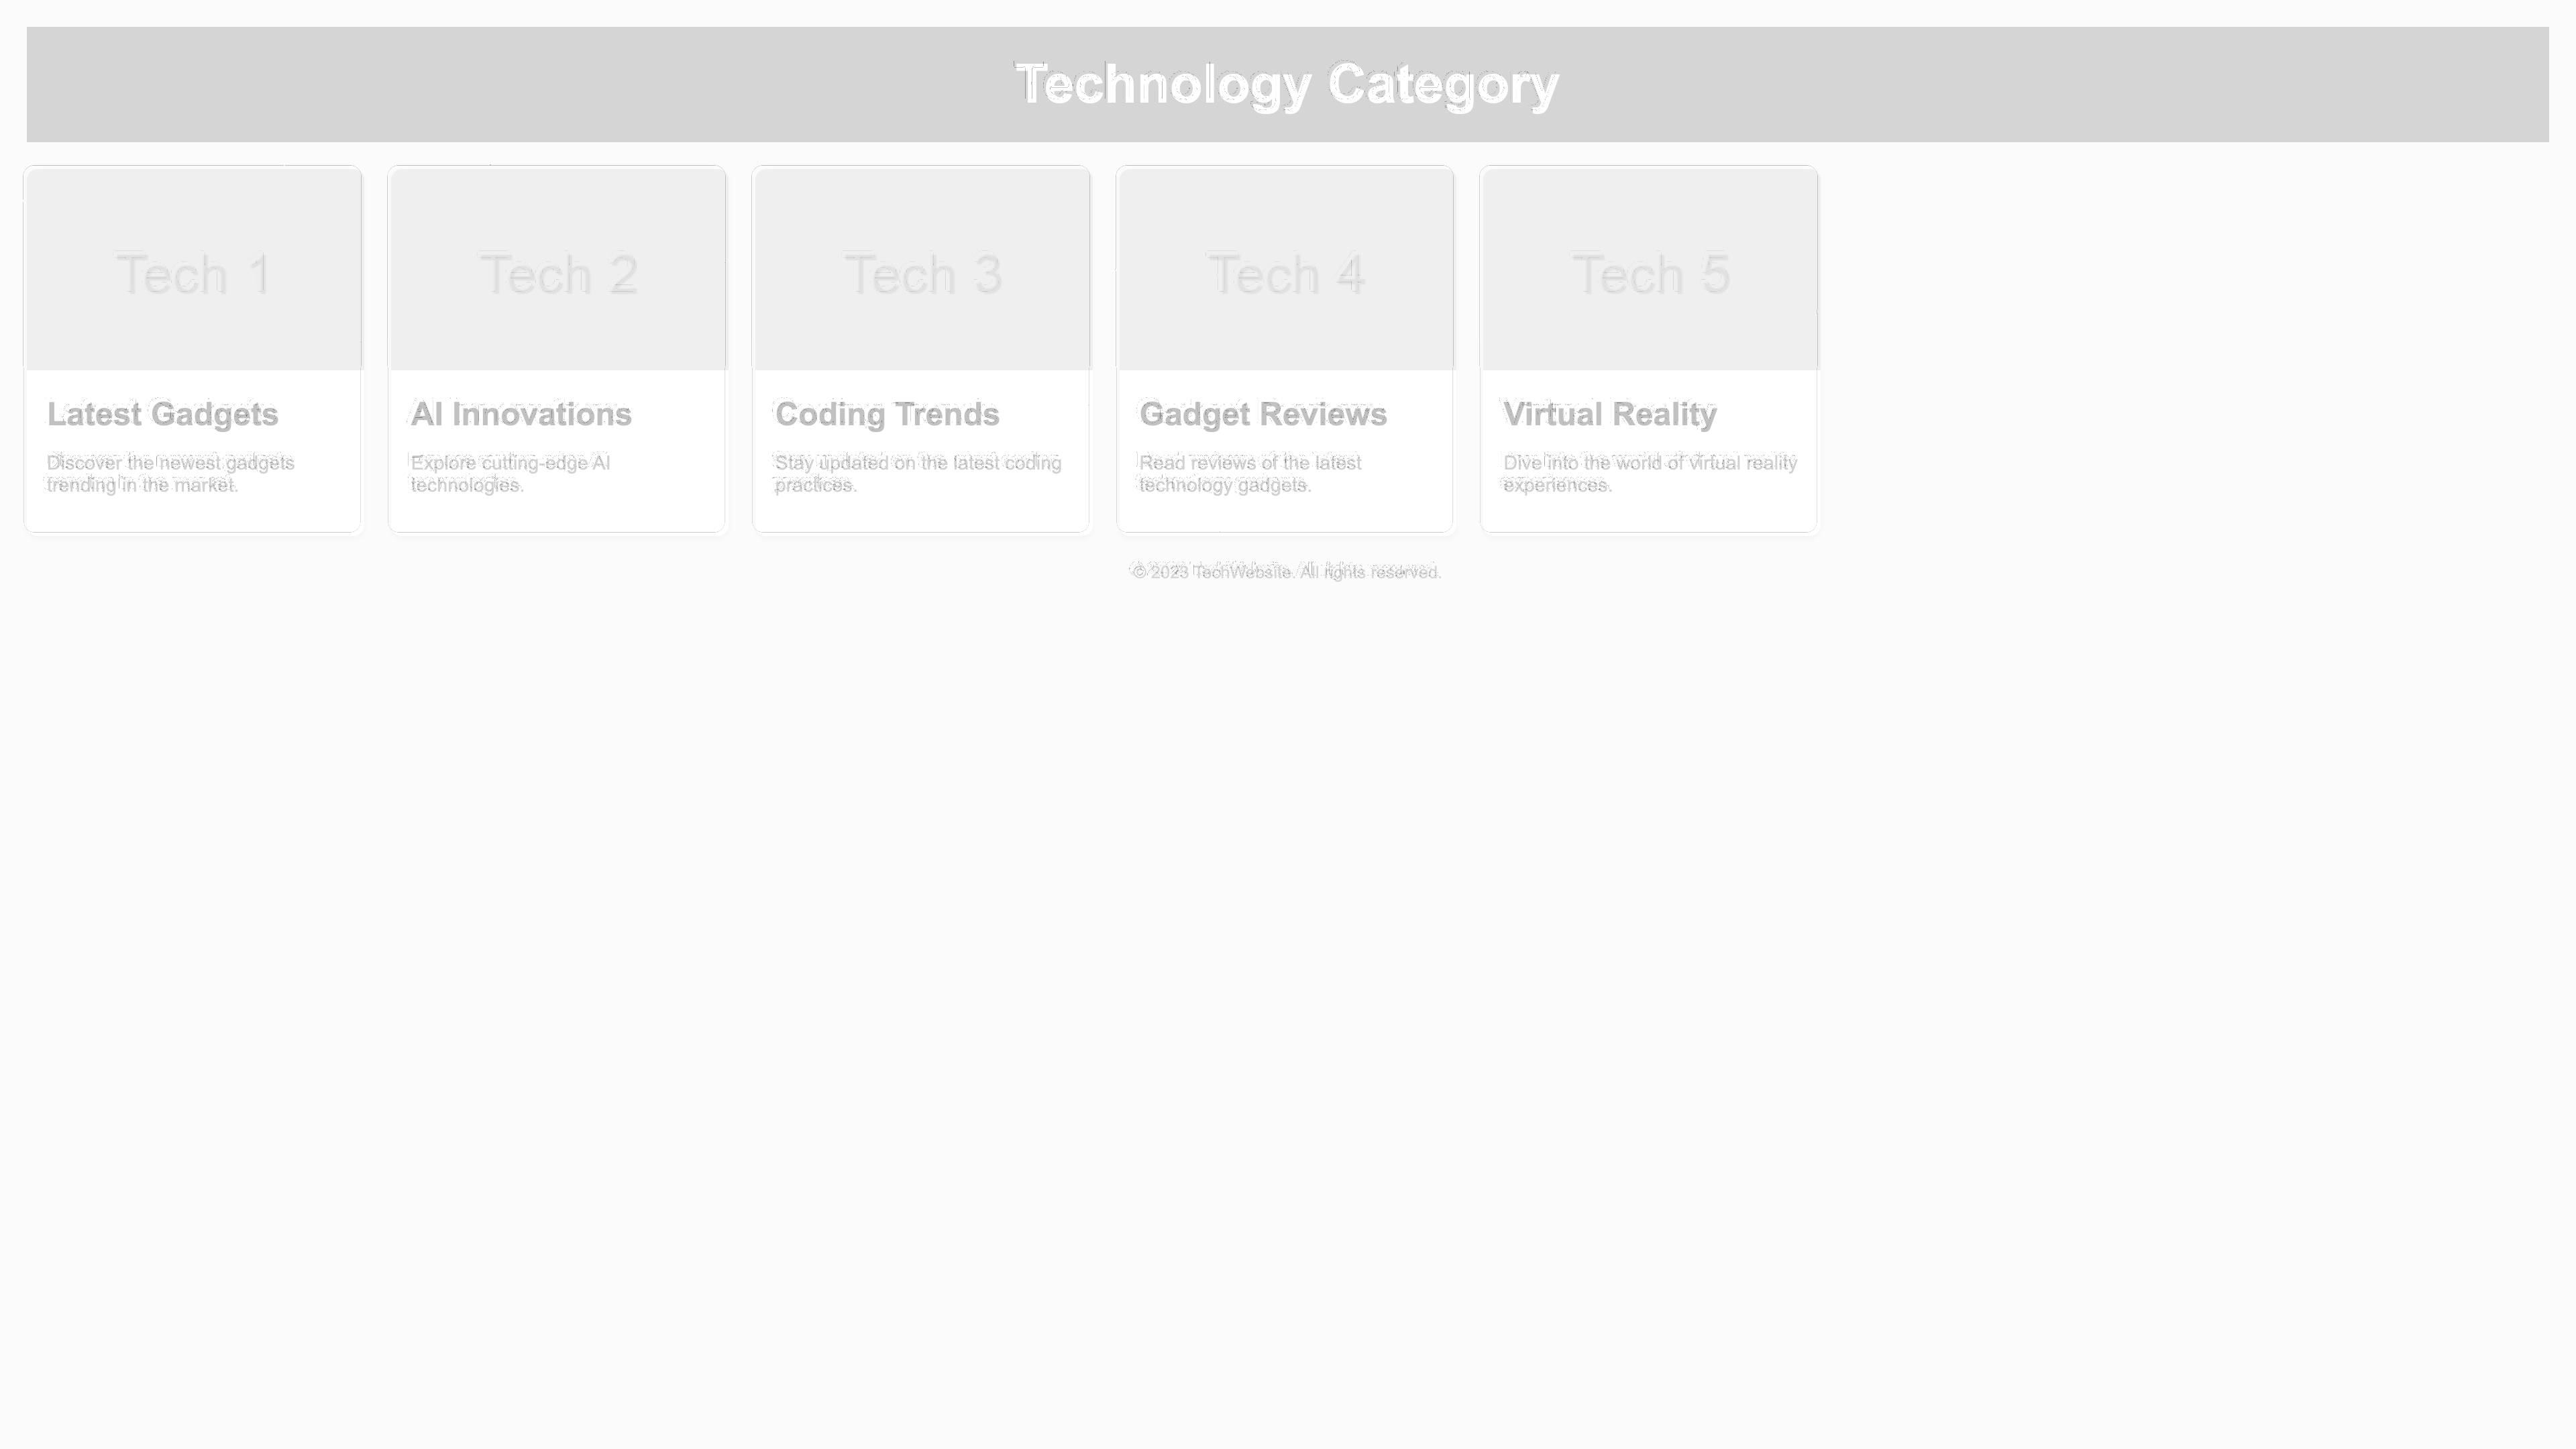 Technology Category
Tech 1
Latest Gadgets
Discover the newest gadgets
trending in the market.
Tech 2
AI Innovations
Explore cutting-edge AI
technologies.
Tech 3
Coding Trends
Stay updated on the latest coding
practices.
Tech 4
Gadget Reviews
Read reviews of the latest
technology gadgets.
Tech 5
Virtual Reality
Dive into the world of virtual reality
experiences.
© 2023 TechWebsite. All rights reserved.